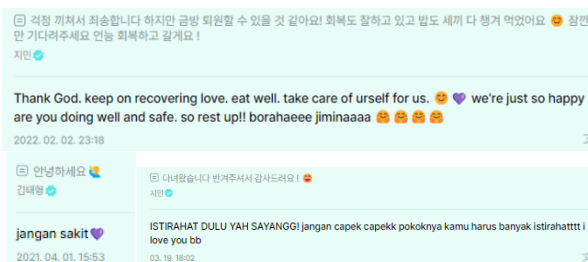 걱정 끼쳐서 죄송합니다 하지만 금방 퇴원할 수 있을 것 같아요! 회복도 잘하고 있고 밥도 세끼 다 챙겨 먹었어요 😊 잠깐
만 기다려주세요 언능 회복하고 갈게요 !
지민
Thank God. keep on recovering love. eat well. take care of urself for us. 😊 💜 we're just so happy
are you doing well and safe. so rest up!! borahaeee jiminaaaa 🤗 🤗 🤗 🤗
2022. 02. 02. 23:18
안녕하세요 🙋
김태형
jangan sakit💜
2021. 04. 01. 15:53
다녀왔습니다 반겨주셔서 감사드려요 ! 😍
지민
ISTIRAHAT DULU YAH SAYANGG! jangan capek capekk pokoknya kamu harus banyak istirahatttt i
love you bb
03. 19. 18:02